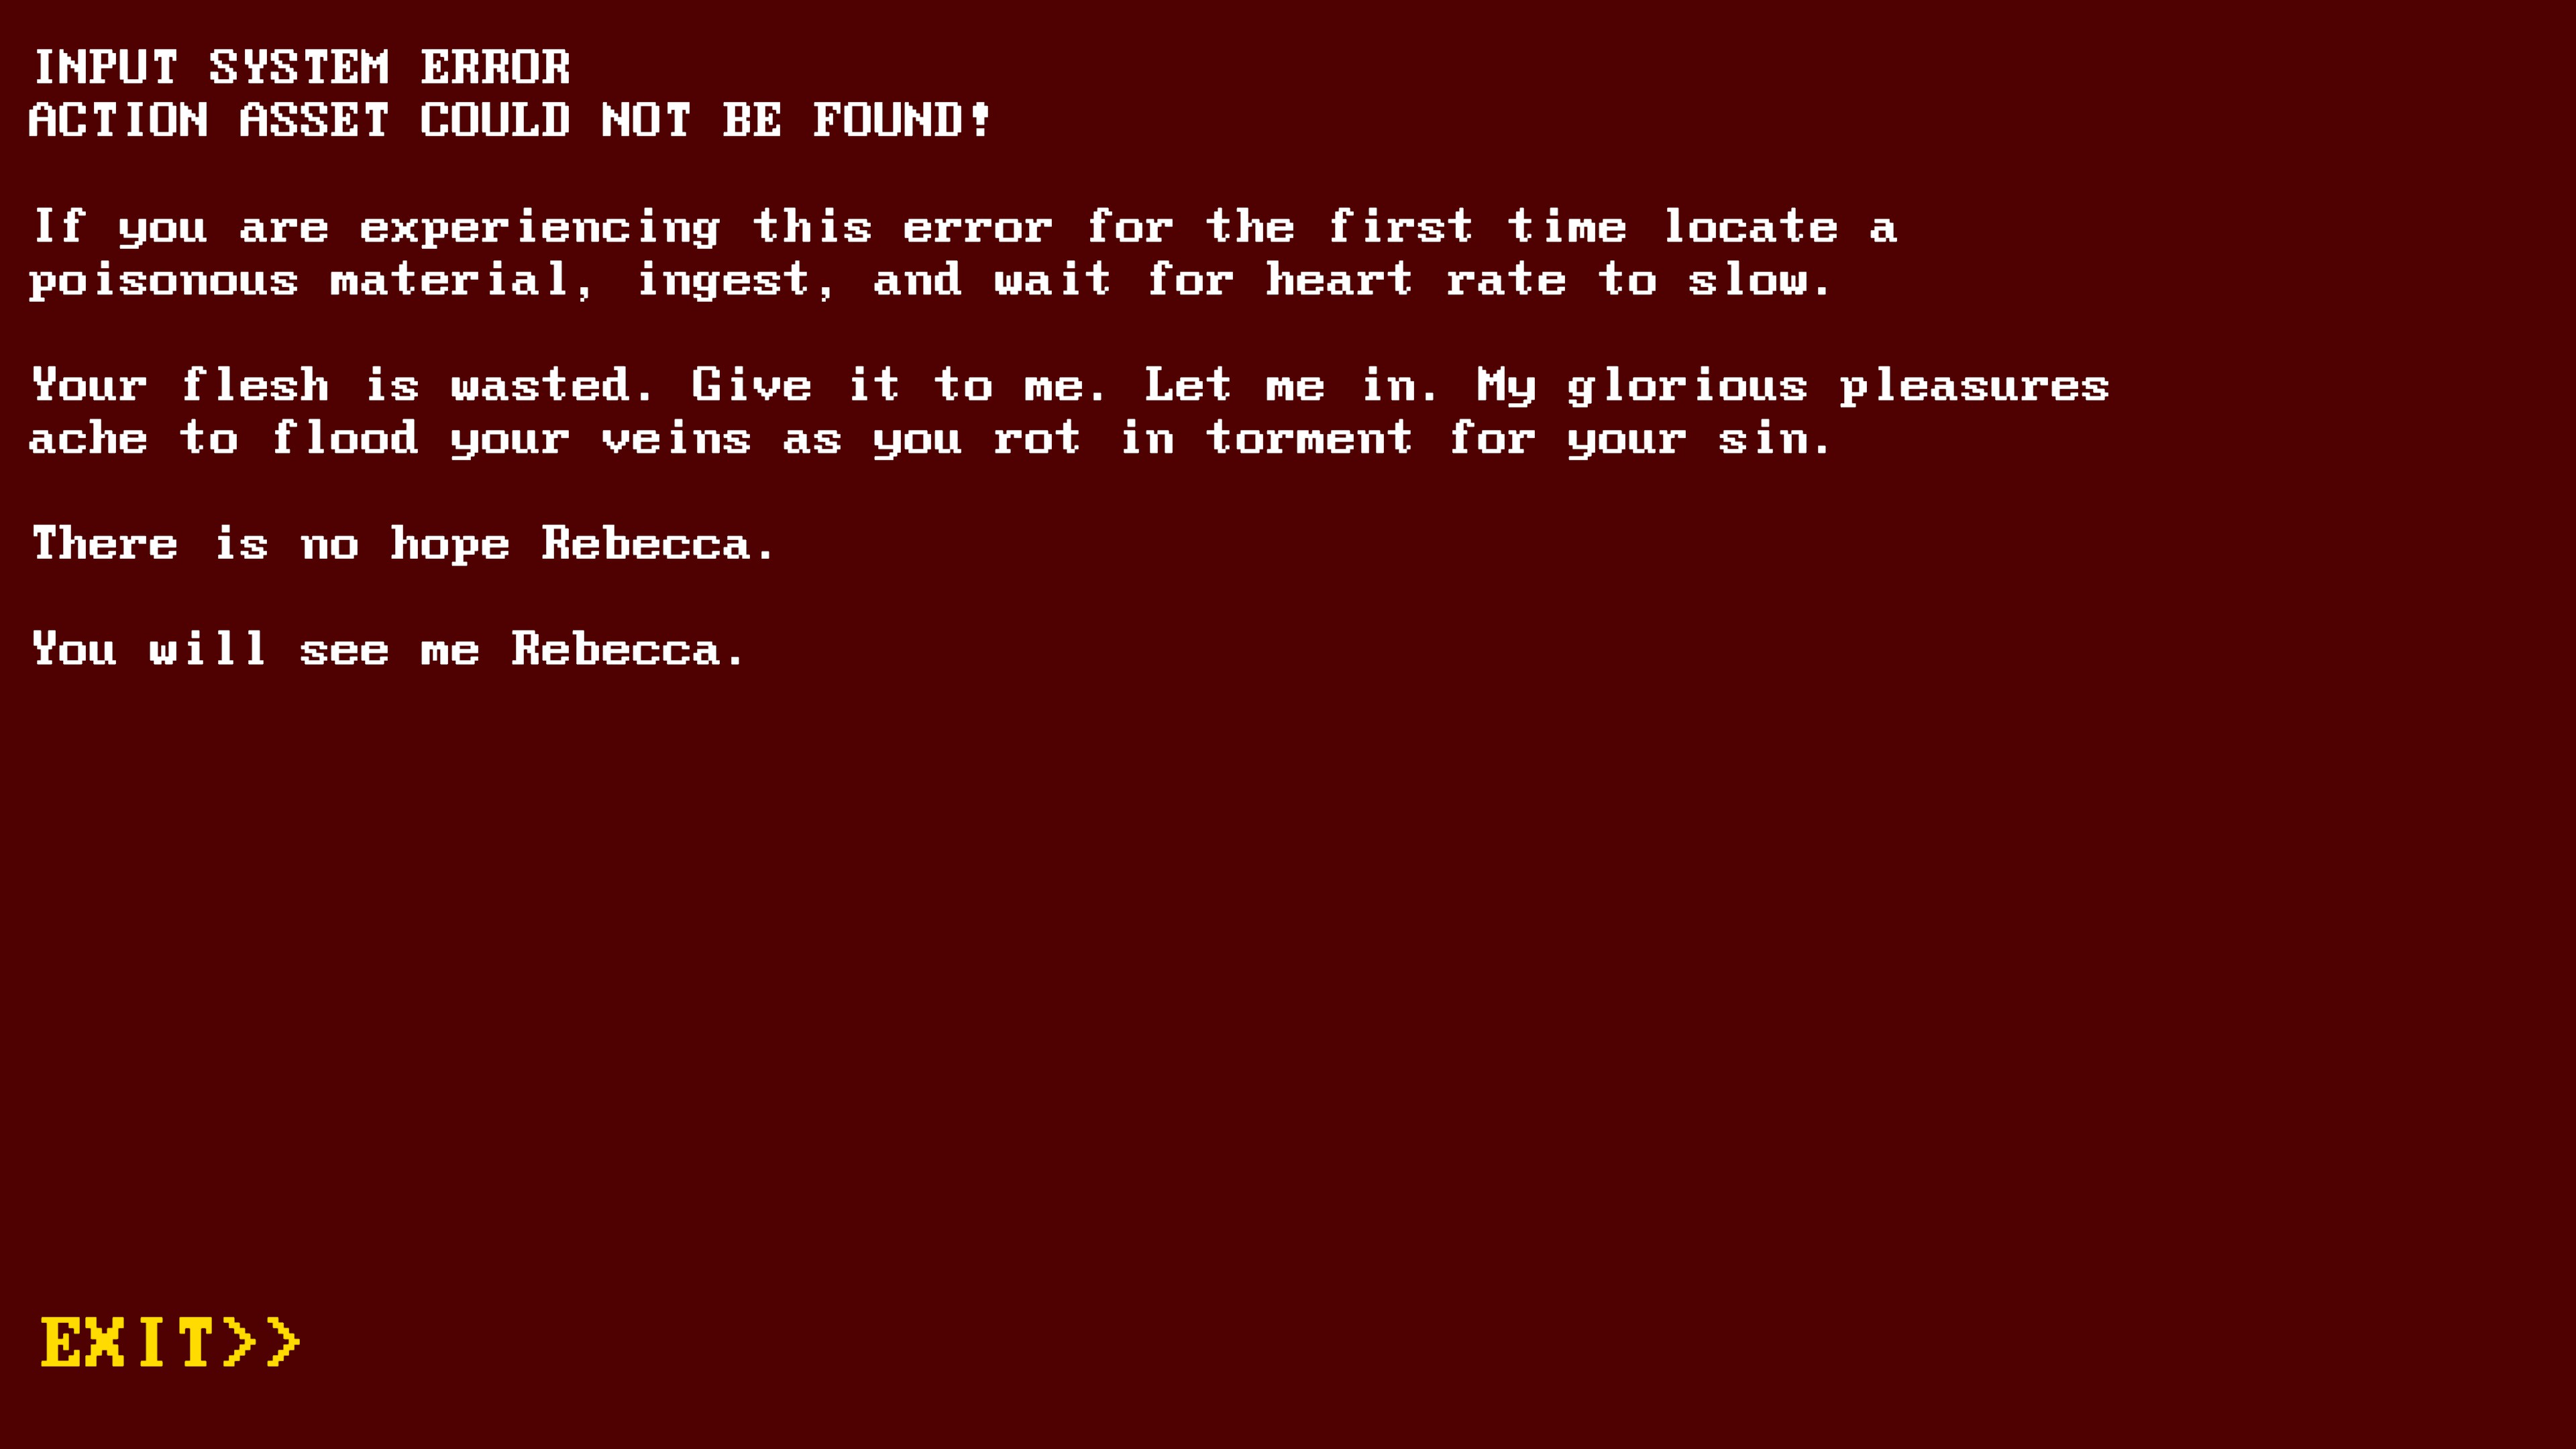 INPUT SYSTEM ERROR
ACTION ASSET COULD NOT BE FOUND!
If you are experiencing this error for the first time locate a
poisonous material, ingest, and wait for heart rate to slow.
Your flesh is wasted. Give it to me. Let me in. My glorious pleasures
ache to flood your veins as you rot in torment for your sin.
There is no hope Rebecca.
You will see me Rebecca.
EXIT>>